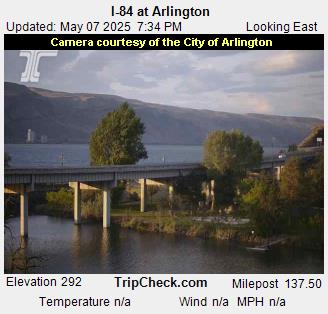 I-84 at Arlington
Updated: May 07 2025 7:34 PM Looking East
Camera courtesy of the City of Arlington
Elevation 292 TripCheck.com Milepost 137.50
Temperature n/a Wind n/a MPH n/a